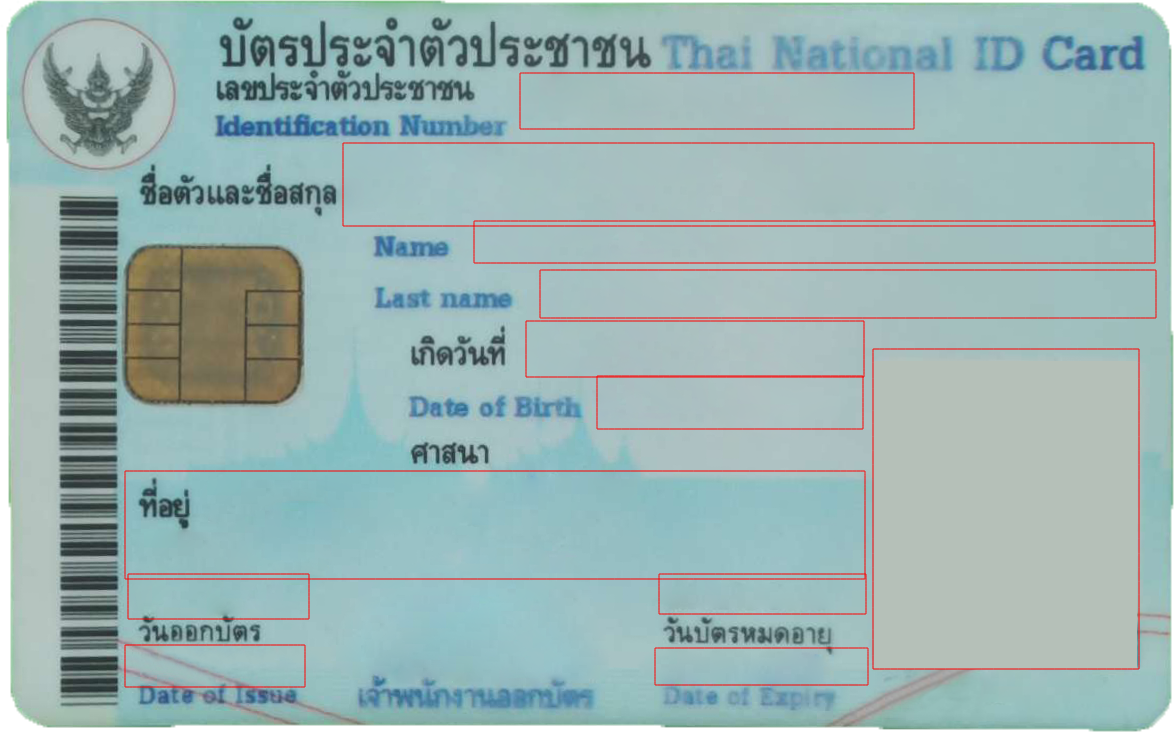 บัตรประจำตัวประชาชน Thai National ID Card
เลขประจำตัวประชาชน
Identification Number
ชื่อตัวและชื่อสกุล
Name
Last name
เกิดวันที่
Date of Birth
ศาสนา
ที่อยู่
วันออกบัตร
วันบัตรหมดอายุ
Date of Issue เจ้าพนักงานออกบัตร Date of Expiry